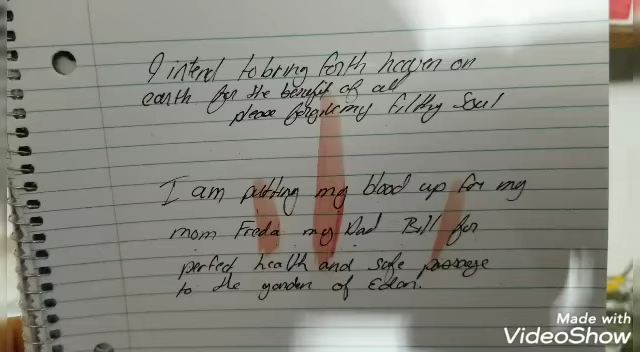 I intend to bring forth heaven on
earth for the benefit of all
please forgive my filthy soul
I am putting my blood up for my
mom Freda my Dad Bill for
perfect health and safe passage
to the garden of Eden.
Made with
VideoShow